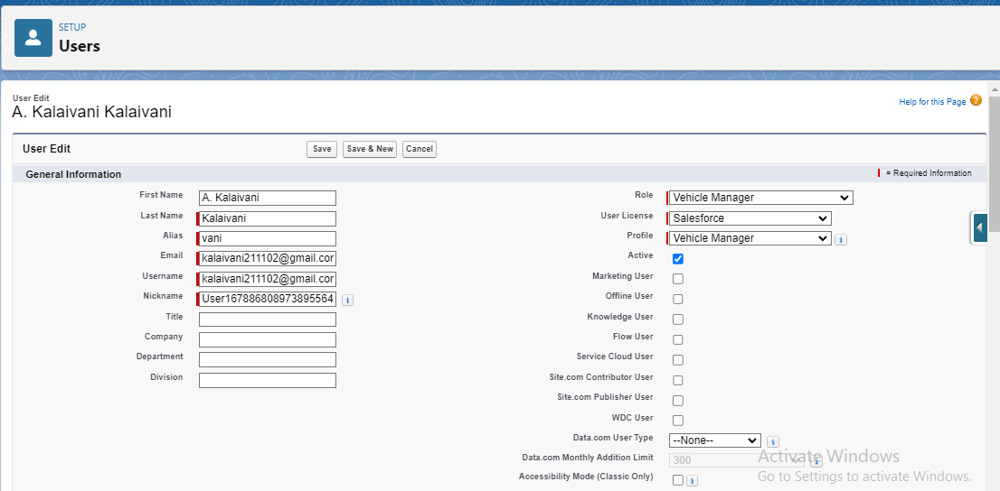 SETUP
Users
User Edit
A. Kalaivani Kalaivani
Help for this Page ?
User Edit
Save
Save & New
Cancel
General Information
= Required Information
First Name A. Kalaivani
Last Name Kalaivani
Alias vani
Email kalaivani211102@gmail.cor
Username kalaivani211102@gmail.cor
Nickname User167886808973895564 i
Title
Company
Department
Division
Role Vehicle Manager
User License Salesforce
Profile Vehicle Manager i
Active
Marketing User
Offline User
Knowledge User
Flow User
Service Cloud User
Site.com Contributor User
Site.com Publisher User
WDC User
Data.com User Type --None-- i
Data.com Monthly Addition Limit 300 i
Accessibility Mode (Classic Only) i
Activate Windows
Go to Settings to activate Windows.